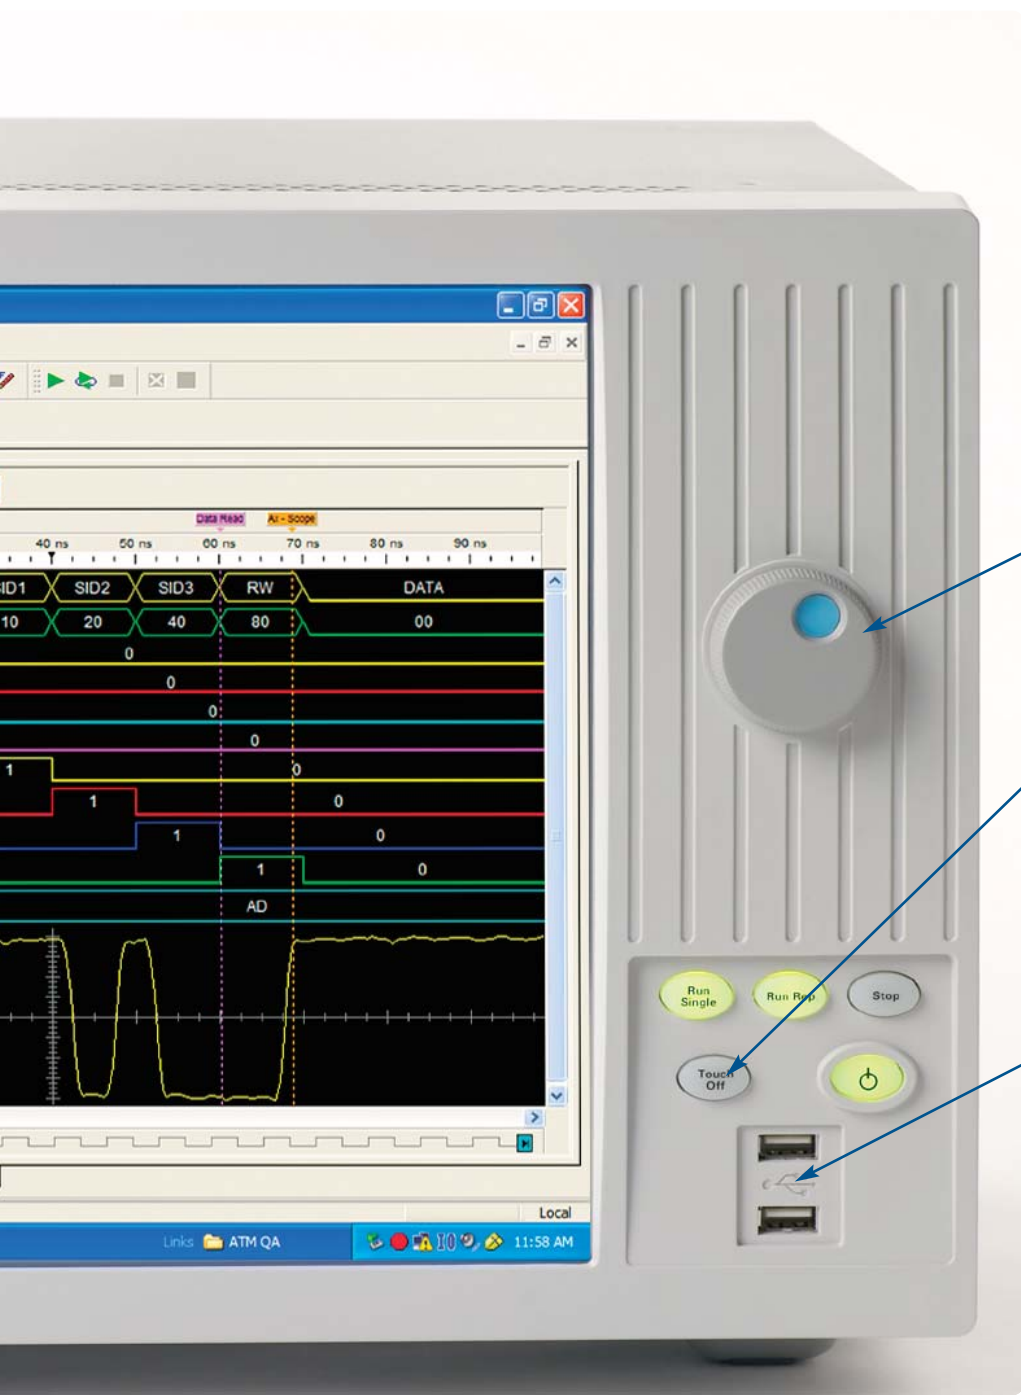 Data Read Ax - Scope
40 ns 50 ns 60 ns 70 ns 80 ns 90 ns
SID1 SID2 SID3 RW DATA
10 20 40 80 00
0
0
0
0
1 0
1 0
1 0
1 0
AD
Run Single
Run Rep
Stop
Touch Off
Local
Links ATM QA 11:58 AM